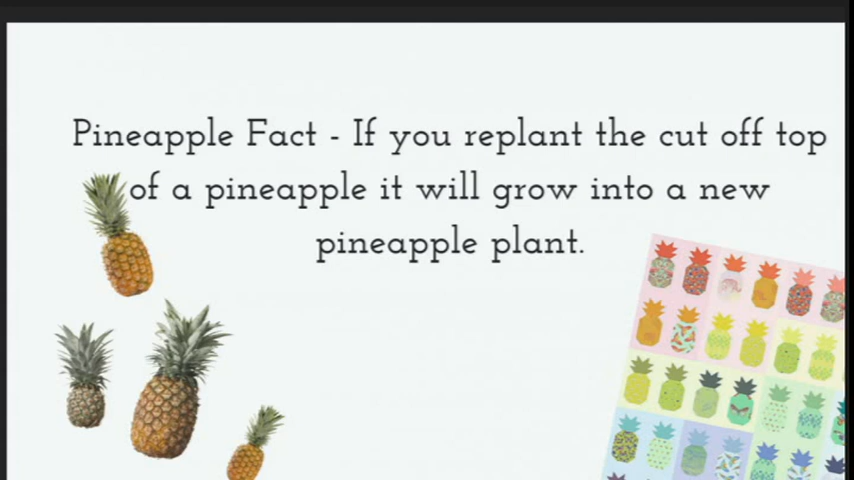 Pineapple Fact - If you replant the cut off top
of a pineapple it will grow into a new
pineapple plant.